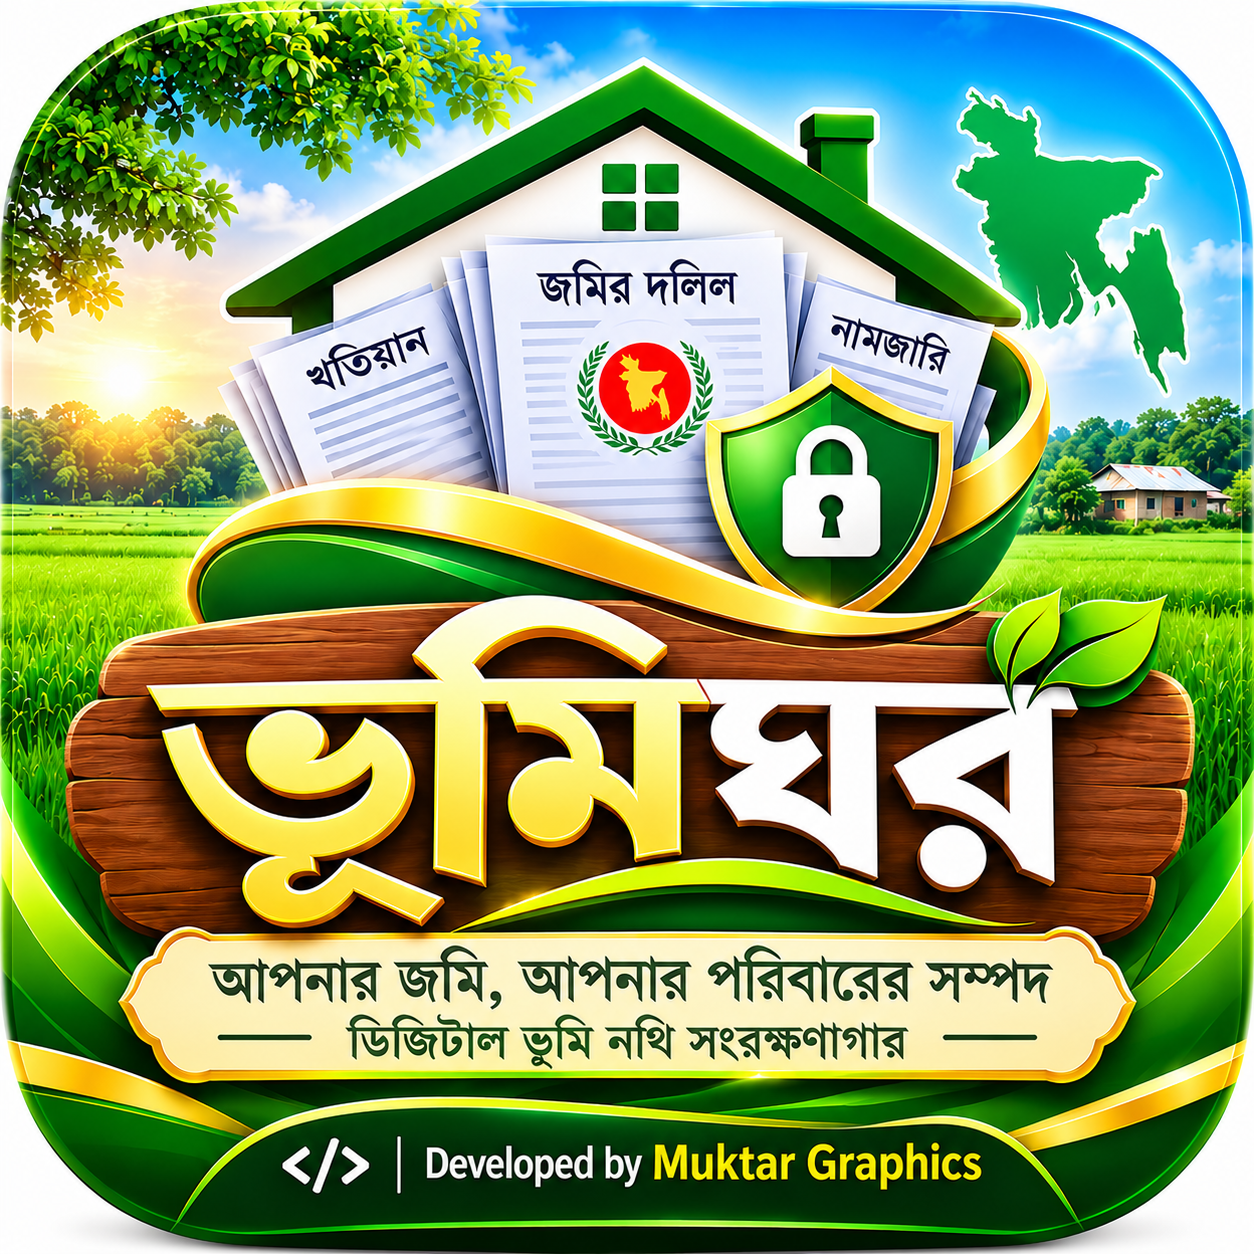 জমির দলিল
খতিয়ান
নামজারি
ভূমিঘর
আপনার জমি, আপনার পরিবারের সম্পদ
ডিজিটাল ভূমি নথি সংরক্ষণাগার
</> | Developed by Muktar Graphics